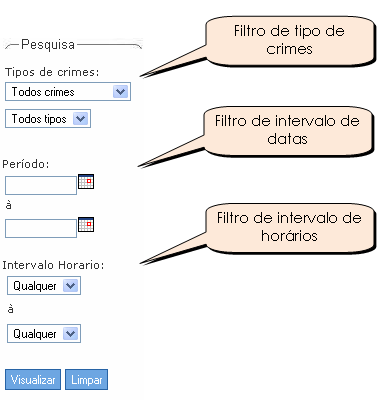 Pesquisa
Filtro de tipo de
crimes
Tipos de crimes:
Todos crimes
Todos tipos
Filtro de intervalo de
datas
Período:
à
Filtro de intervalo de
horários
Intervalo Horario:
Qualquer
à
Qualquer
Visualizar Limpar